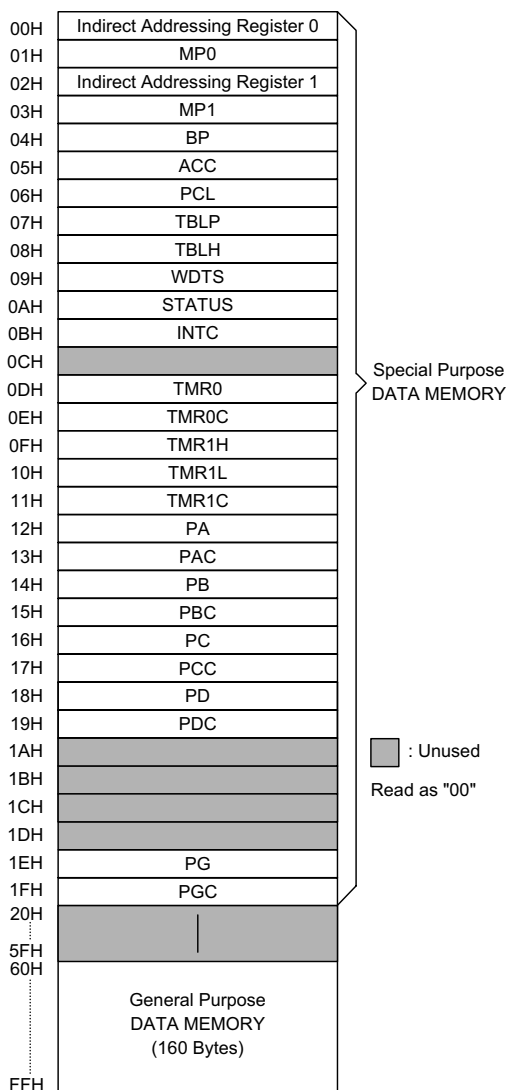 00H Indirect Addressing Register 0
01H MP0
02H Indirect Addressing Register 1
03H MP1
04H BP
05H ACC
06H PCL
07H TBLP
08H TBLH
09H WDTS
0AH STATUS
0BH INTC
0CH
0DH TMR0
0EH TMR0C
0FH TMR1H
10H TMR1L
11H TMR1C
12H PA
13H PAC
14H PB
15H PBC
16H PC
17H PCC
18H PD
19H PDC
1AH
1BH
1CH
1DH
1EH PG
1FH PGC
20H
5FH
60H
General Purpose
DATA MEMORY
(160 Bytes)
FFH
Special Purpose
DATA MEMORY
: Unused
Read as "00"